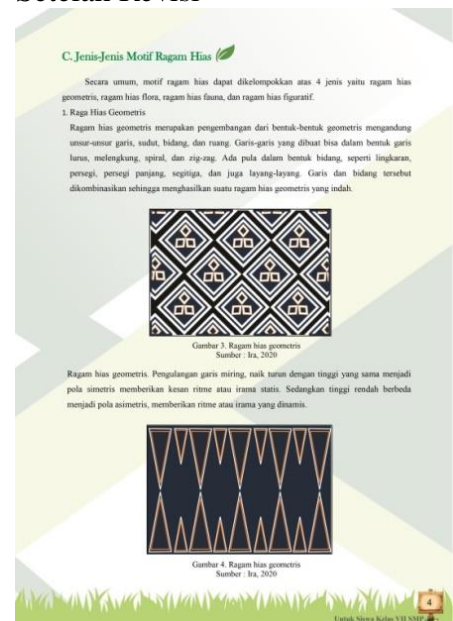 Setelah Revisi
C. Jenis-Jenis Motif Ragam Hias
Secara umum, motif ragam hias dapat dikelompokkan atas 4 jenis yaitu ragam hias
geometris, ragam hias flora, ragam hias fauna, dan ragam hias figuratif.
1. Raga Hias Geometris
Ragam hias geometris merupakan pengembangan dari bentuk-bentuk geometris mengandung
unsur-unsur garis, sudut, bidang, dan ruang. Garis-garis yang dibuat bisa dalam bentuk garis
lurus, melengkung, spiral, dan zig-zag. Ada pula dalam bentuk bidang, seperti lingkaran,
persegi, persegi panjang, segitiga, dan juga layang-layang. Garis dan bidang tersebut
dikombinasikan sehingga menghasilkan suatu ragam hias geometris yang indah.
Gambar 3. Ragam hias geometris
Sumber : Ira, 2020
Ragam hias geometris. Pengulangan garis miring, naik turun dengan tinggi yang sama menjadi
pola simetris memberikan kesan ritme atau irama statis. Sedangkan tinggi rendah berbeda
menjadi pola asimetris, memberikan ritme atau irama yang dinamis.
Gambar 4. Ragam hias geometris
Sumber : Ira, 2020
4
Untuk Siswa Kelas VII SMP